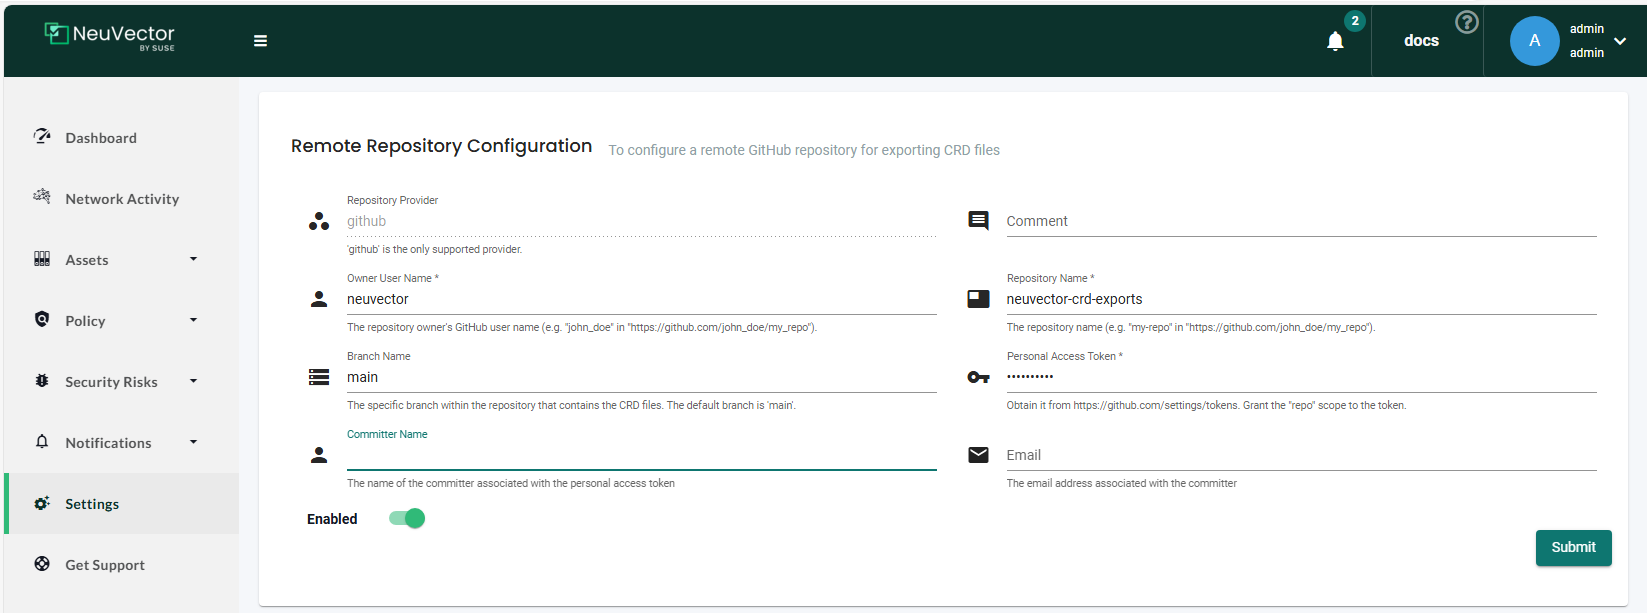 NeuVector
BY SUSE
2
docs
?
A
admin
admin
Dashboard
Network Activity
Assets
Policy
Security Risks
Notifications
Settings
Get Support
Remote Repository Configuration To configure a remote GitHub repository for exporting CRD files
Repository Provider
github
'github' is the only supported provider.
Comment
Owner User Name *
neuvector
The repository owner's GitHub user name (e.g. "john_doe" in "https://github.com/john_doe/my_repo").
Repository Name *
neuvector-crd-exports
The repository name (e.g. "my-repo" in "https://github.com/john_doe/my_repo").
Branch Name
main
The specific branch within the repository that contains the CRD files. The default branch is 'main'.
Personal Access Token *
••••••••••
Obtain it from https://github.com/settings/tokens. Grant the "repo" scope to the token.
Committer Name
The name of the committer associated with the personal access token
Email
The email address associated with the committer
Enabled
Submit